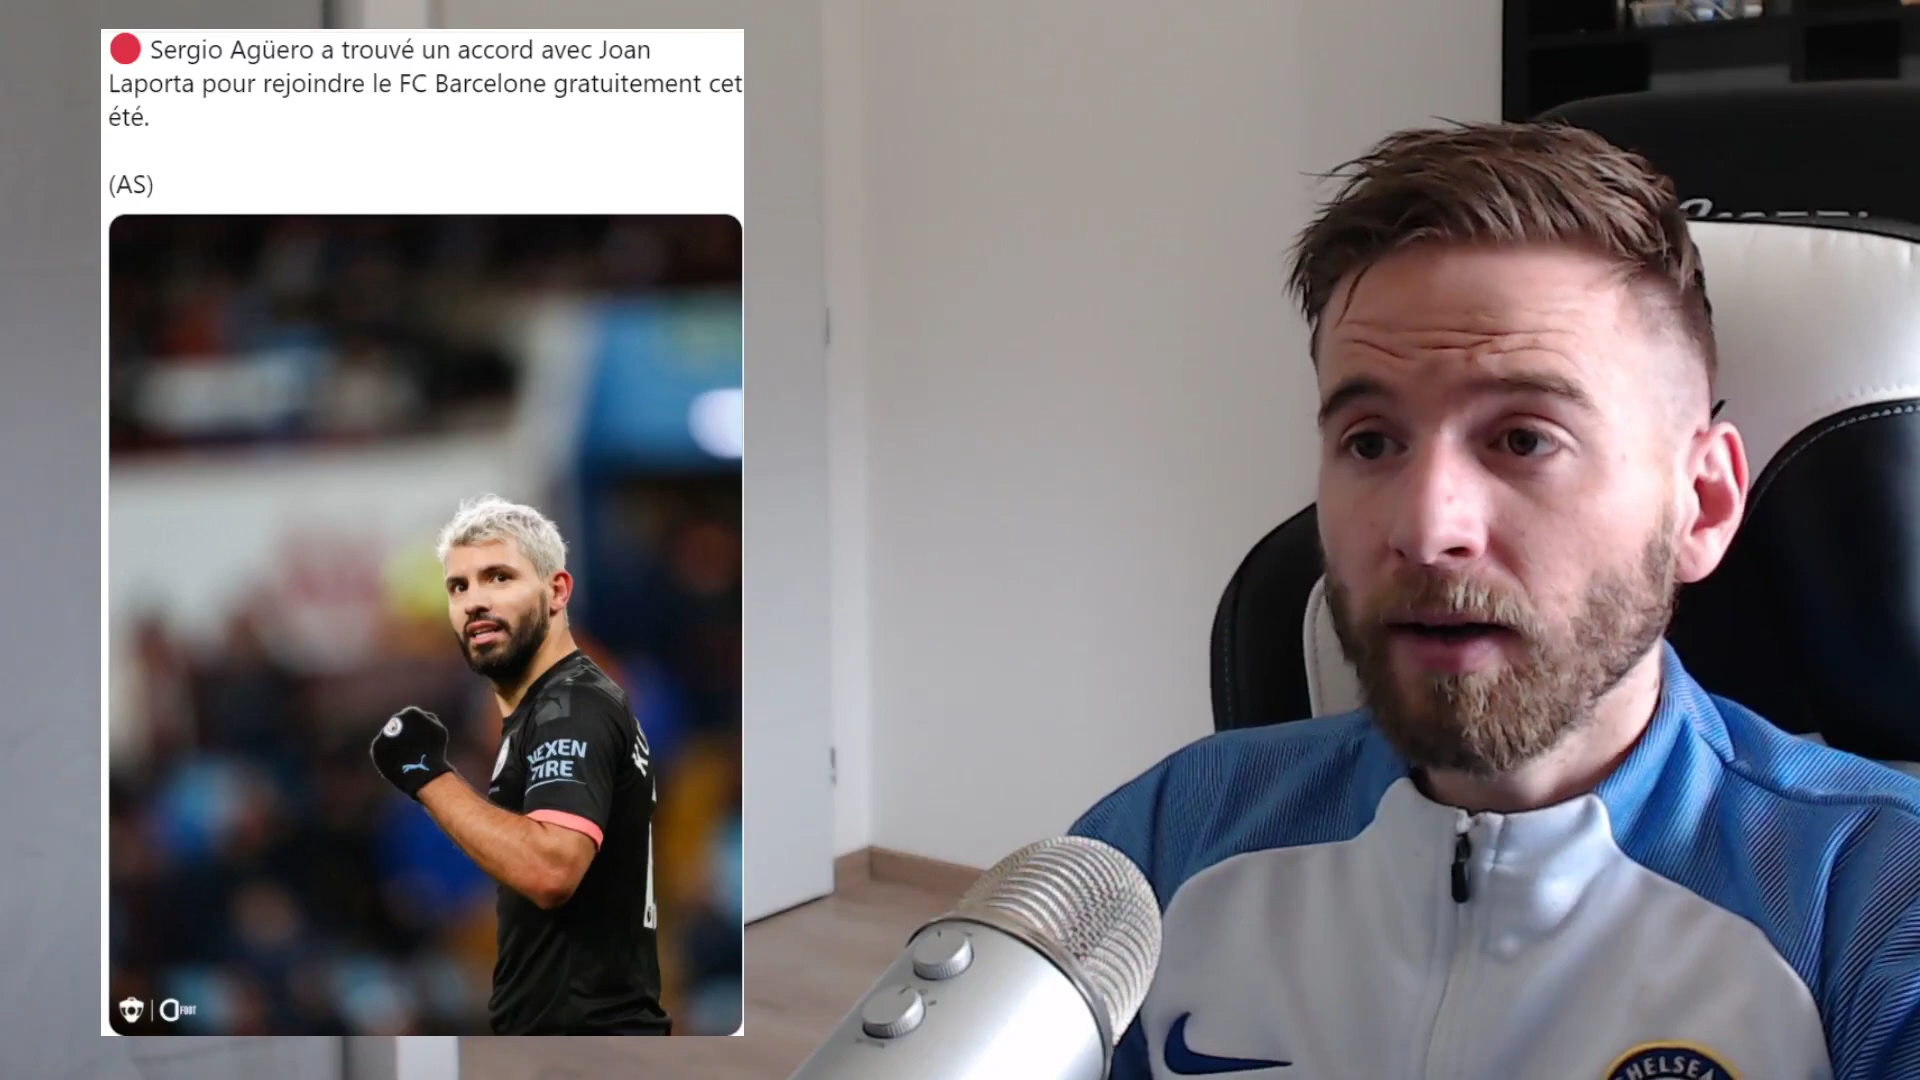 🔴 Sergio Agüero a trouvé un accord avec Joan
Laporta pour rejoindre le FC Barcelone gratuitement cet
été.
(AS)
NEXEN
TIRE
FOOT
CHELSEA